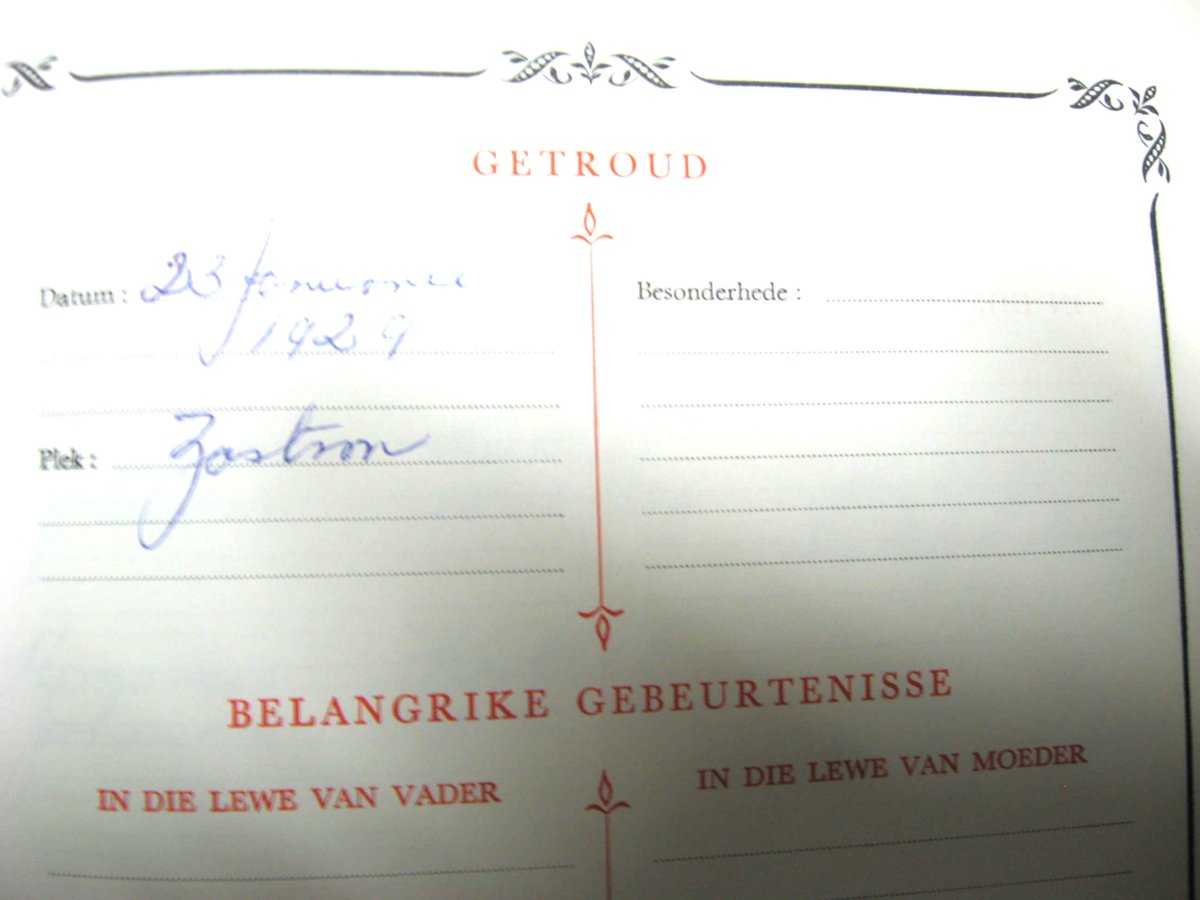 GETROUD
Datum : 23 Januarie
1929
Besonderhede :
Plek : Zastron
BELANGRIKE GEBEURTENISSE
IN DIE LEWE VAN VADER
IN DIE LEWE VAN MOEDER